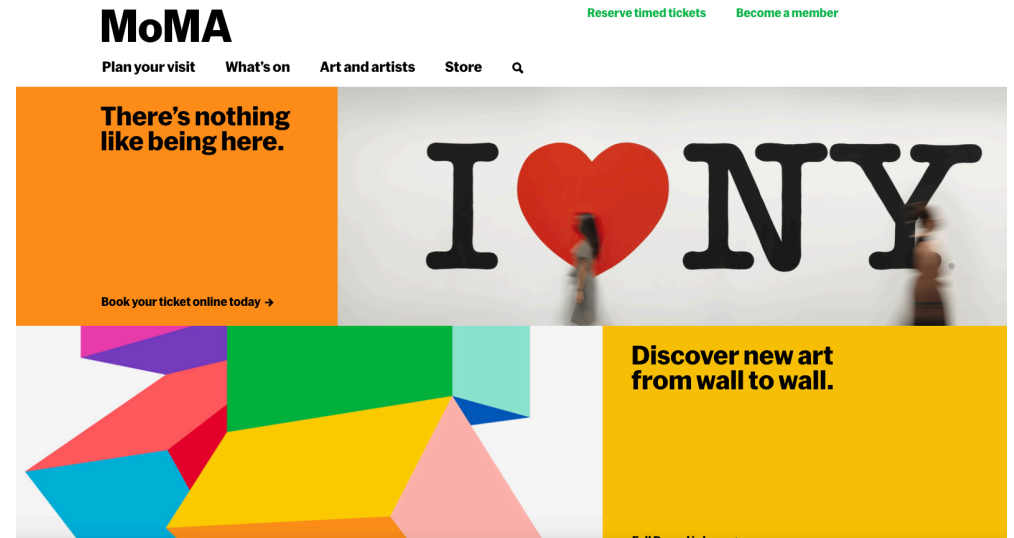 MoMA
Reserve timed tickets
Become a member
Plan your visit
What's on
Art and artists
Store
There's nothing
like being here.
Book your ticket online today →
I ❤ NY
Discover new art
from wall to wall.